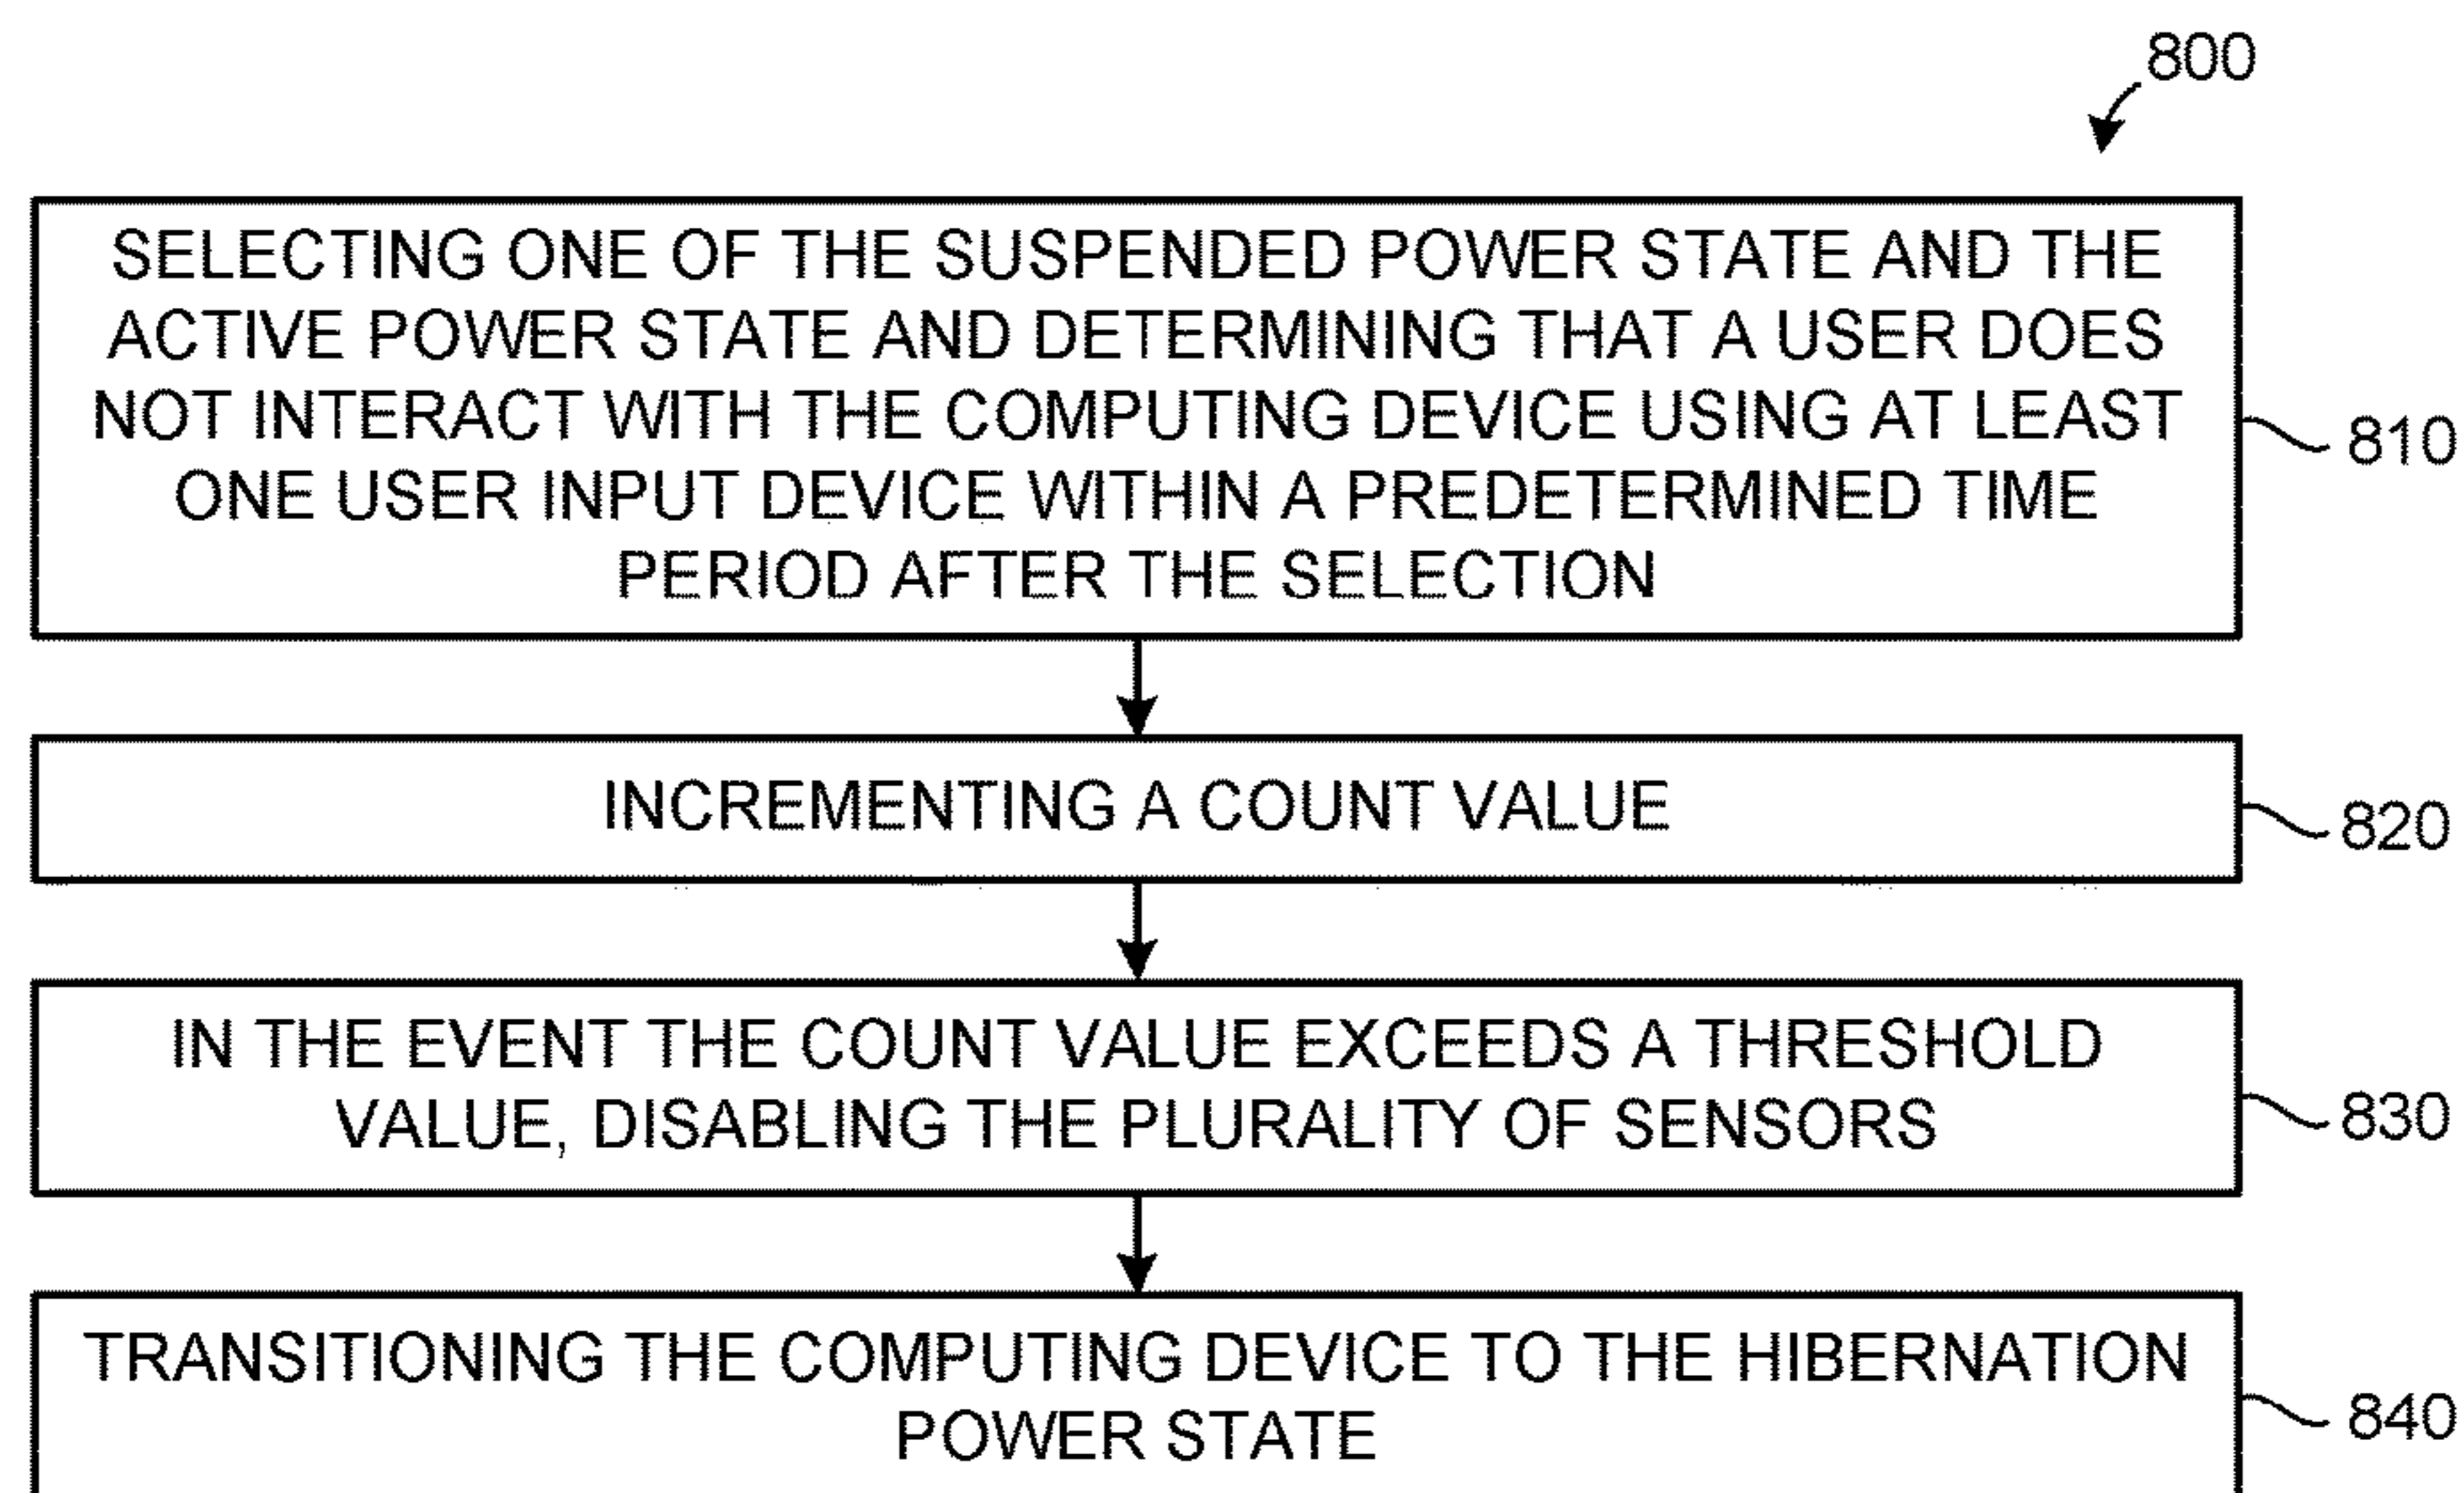 800
SELECTING ONE OF THE SUSPENDED POWER STATE AND THE
ACTIVE POWER STATE AND DETERMINING THAT A USER DOES
NOT INTERACT WITH THE COMPUTING DEVICE USING AT LEAST
ONE USER INPUT DEVICE WITHIN A PREDETERMINED TIME
PERIOD AFTER THE SELECTION
810
INCREMENTING A COUNT VALUE
820
IN THE EVENT THE COUNT VALUE EXCEEDS A THRESHOLD
VALUE, DISABLING THE PLURALITY OF SENSORS
830
TRANSITIONING THE COMPUTING DEVICE TO THE HIBERNATION
POWER STATE
840